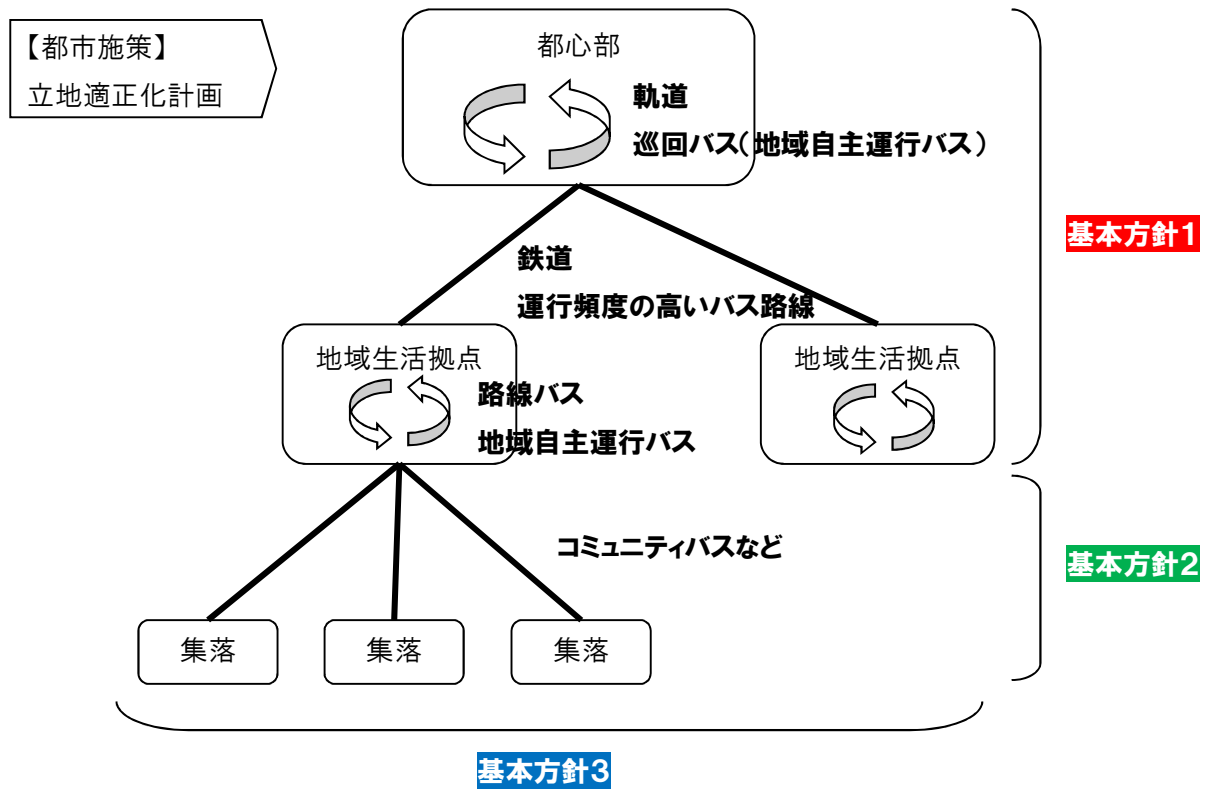 【都市施策】
立地適正化計画
都心部
軌道
巡回バス（地域自主運行バス）
基本方針1
鉄道
運行頻度の高いバス路線
地域生活拠点
地域生活拠点
路線バス
地域自主運行バス
コミュニティバスなど
基本方針2
集落
集落
集落
基本方針3